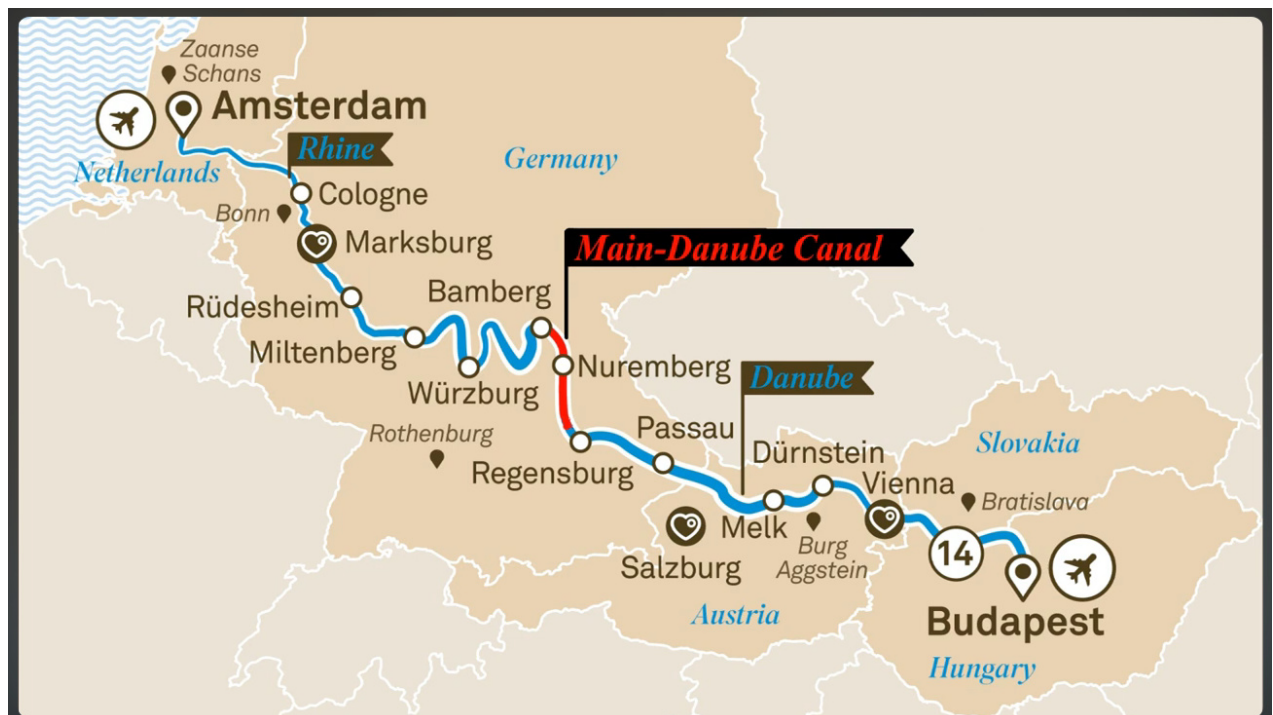 Zaanse
Schans
Amsterdam
Rhine
Netherlands
Germany
Cologne
Bonn
Marksburg
Main-Danube Canal
Bamberg
Rüdesheim
Miltenberg
Nuremberg
Würzburg
Danube
Rothenburg
Passau
Regensburg
Dürnstein
Slovakia
Vienna
Bratislava
Melk
Burg
Aggstein
14
Salzburg
Austria
Budapest
Hungary